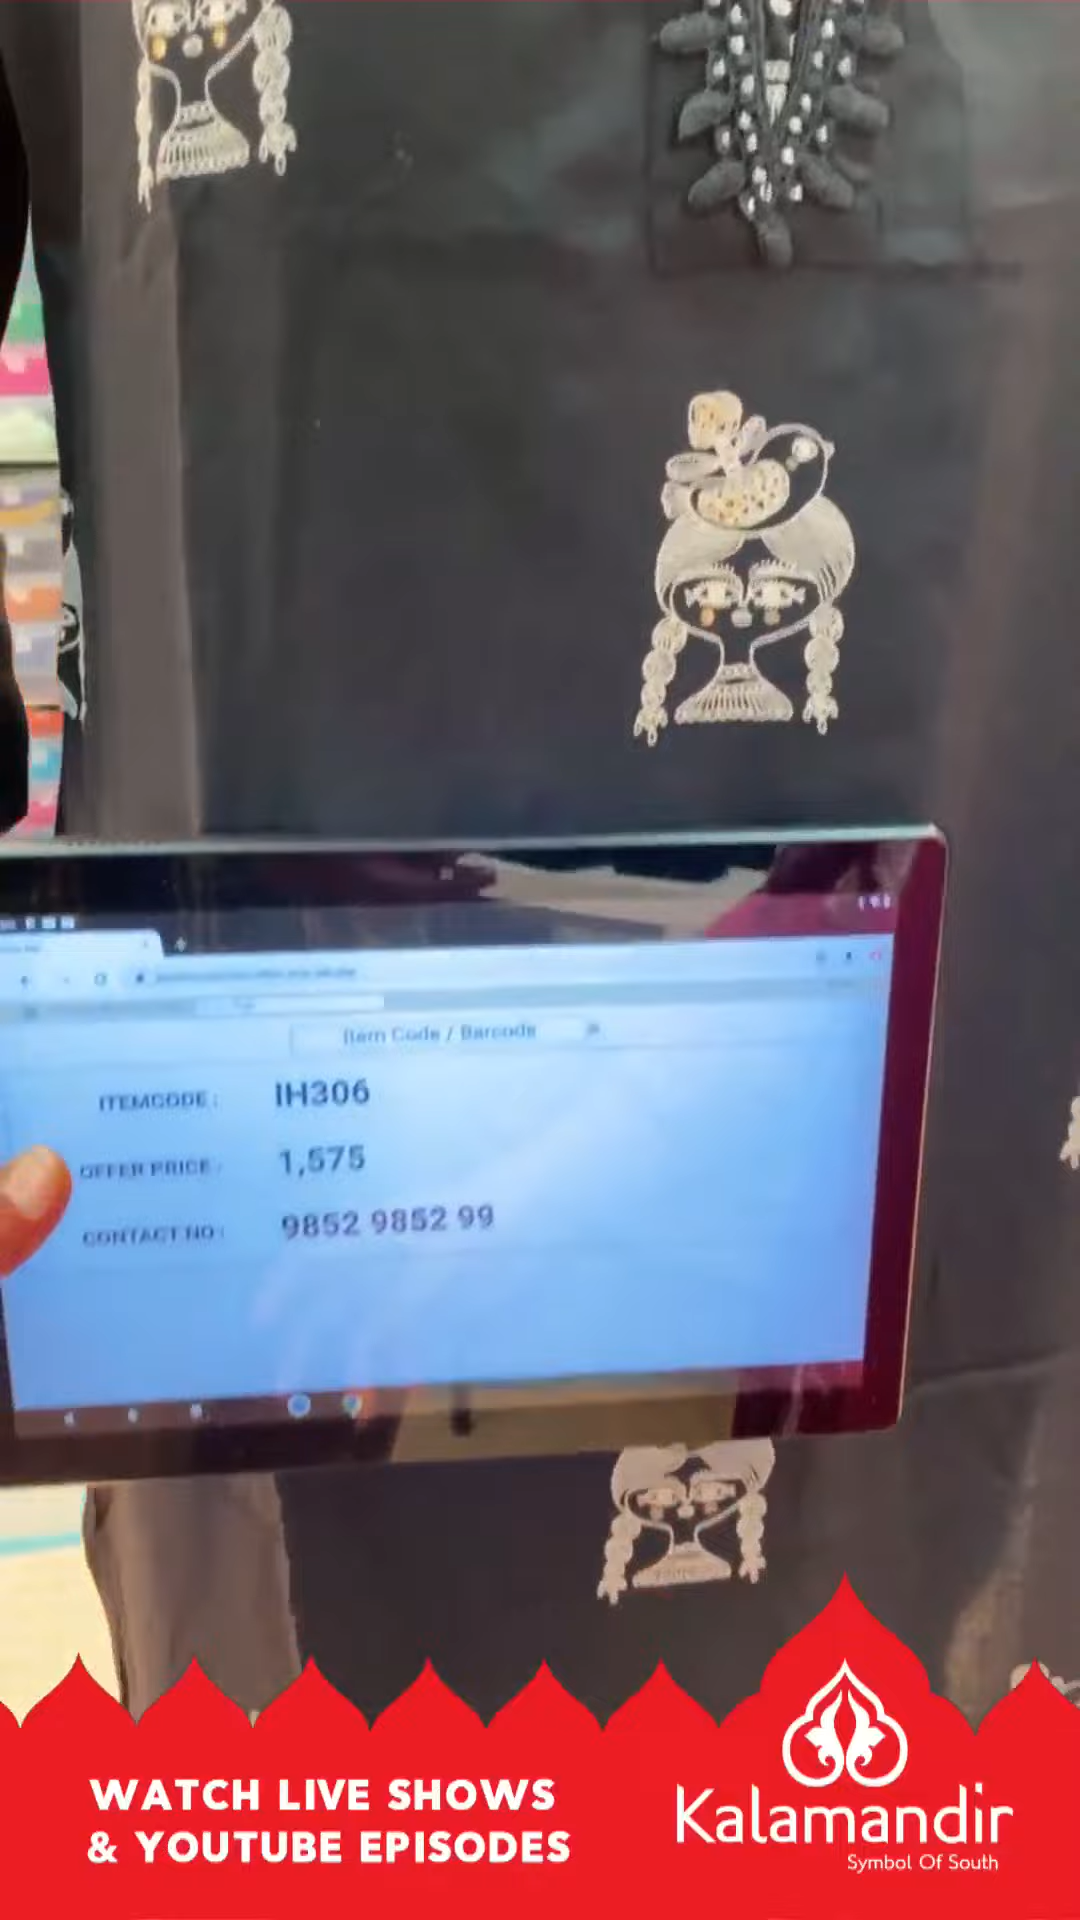 Item Code / Barcode
ITEMCODE : IH306
OFFER PRICE : 1,575
CONTACT NO : 9852 9852 99
WATCH LIVE SHOWS
& YOUTUBE EPISODES
Kalamandir
Symbol Of South